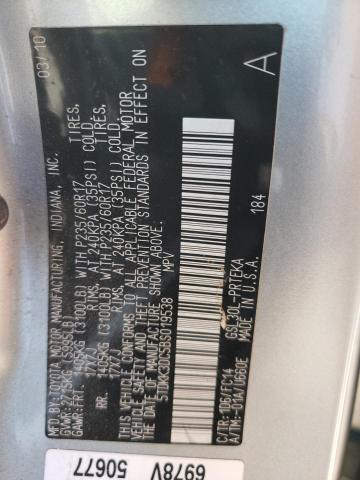 MFD.BY:TOYOTA MOTOR MANUFACTURING, INDIANA, INC. 03/10
GVWR:2715KG( 5995LB)
GAWR:FRT. 1405KG (3100LB) WITH P235/60R17 TIRES.
17X7J RIMS, AT 240KPA (35PSI) COLD
RR. 1405KG (3100LB) WITH P235/60R17 TIRES.
17X7J RIMS, AT 240KPA (35PSI) COLD
THIS VEHICLE CONFORMS TO ALL APPLICABLE FEDERAL MOTOR
VEHICLE SAFETY AND THEFT PREVENTION STANDARDS IN EFFECT ON
THE DATE OF MANUFACTURE SHOWN ABOVE.
5TDKK3DC5BS019538 MPV
184 A
C/TR:1D6/FC14 GSL30L-PRTEKA
A/TM:-01A/U660E MADE IN U.S.A.
6978V
50677